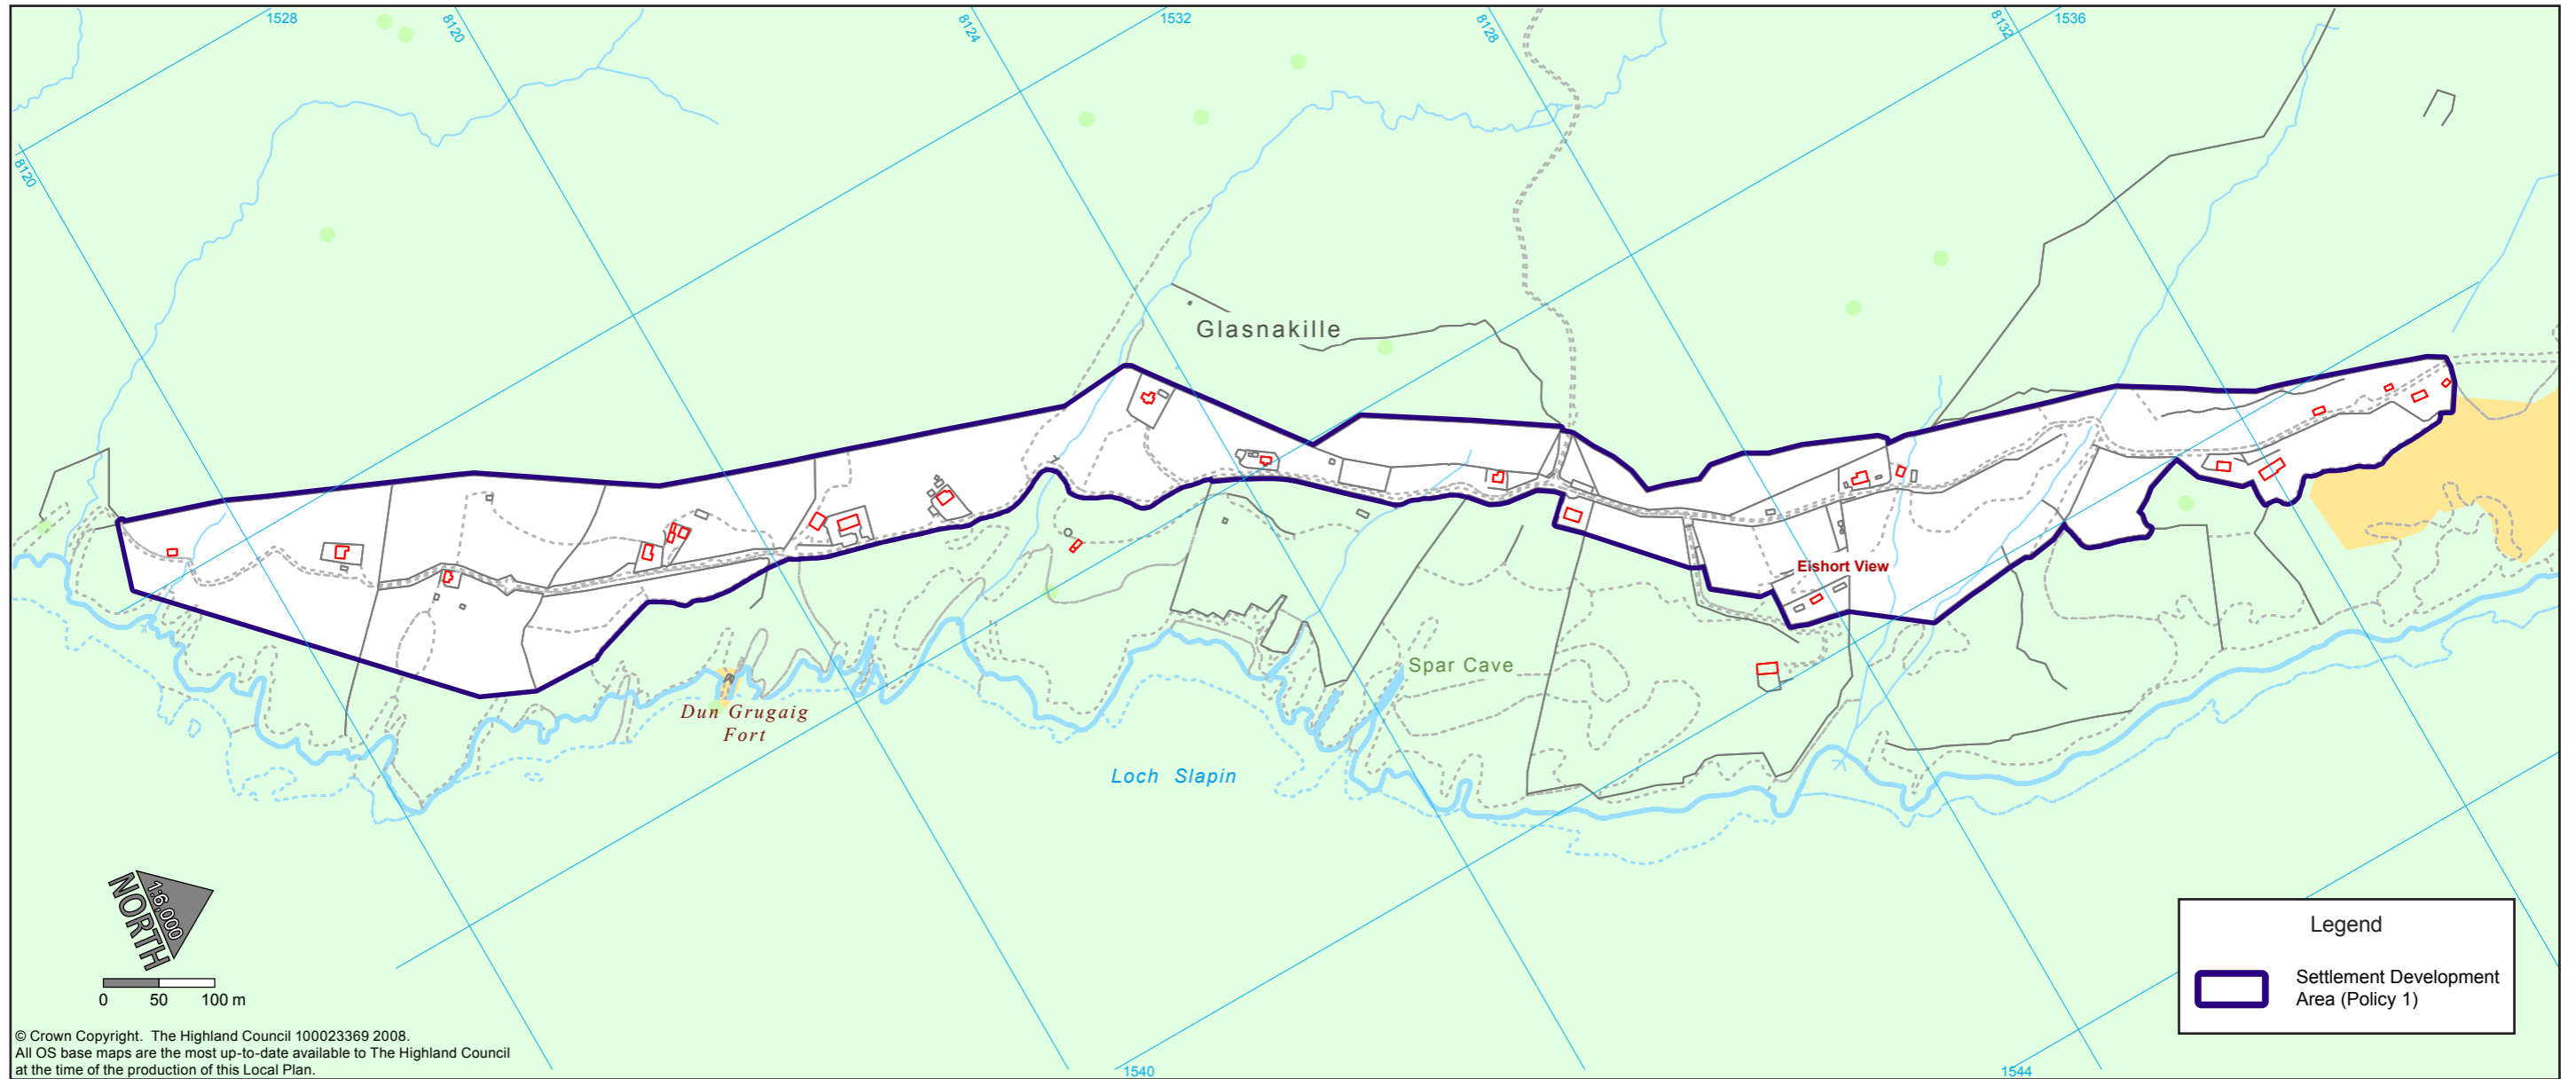 1528
8120
8124
1532
8128
8132
1536
8120
Glasnakille
Eishort View
Spar Cave
Dun Grugaig
Fort
Loch Slapin
1:6,000
NORTH
0 50 100 m
Legend
Settlement Development
Area (Policy 1)
© Crown Copyright. The Highland Council 100023369 2008.
All OS base maps are the most up-to-date available to The Highland Council
at the time of the production of this Local Plan.
1540
1544